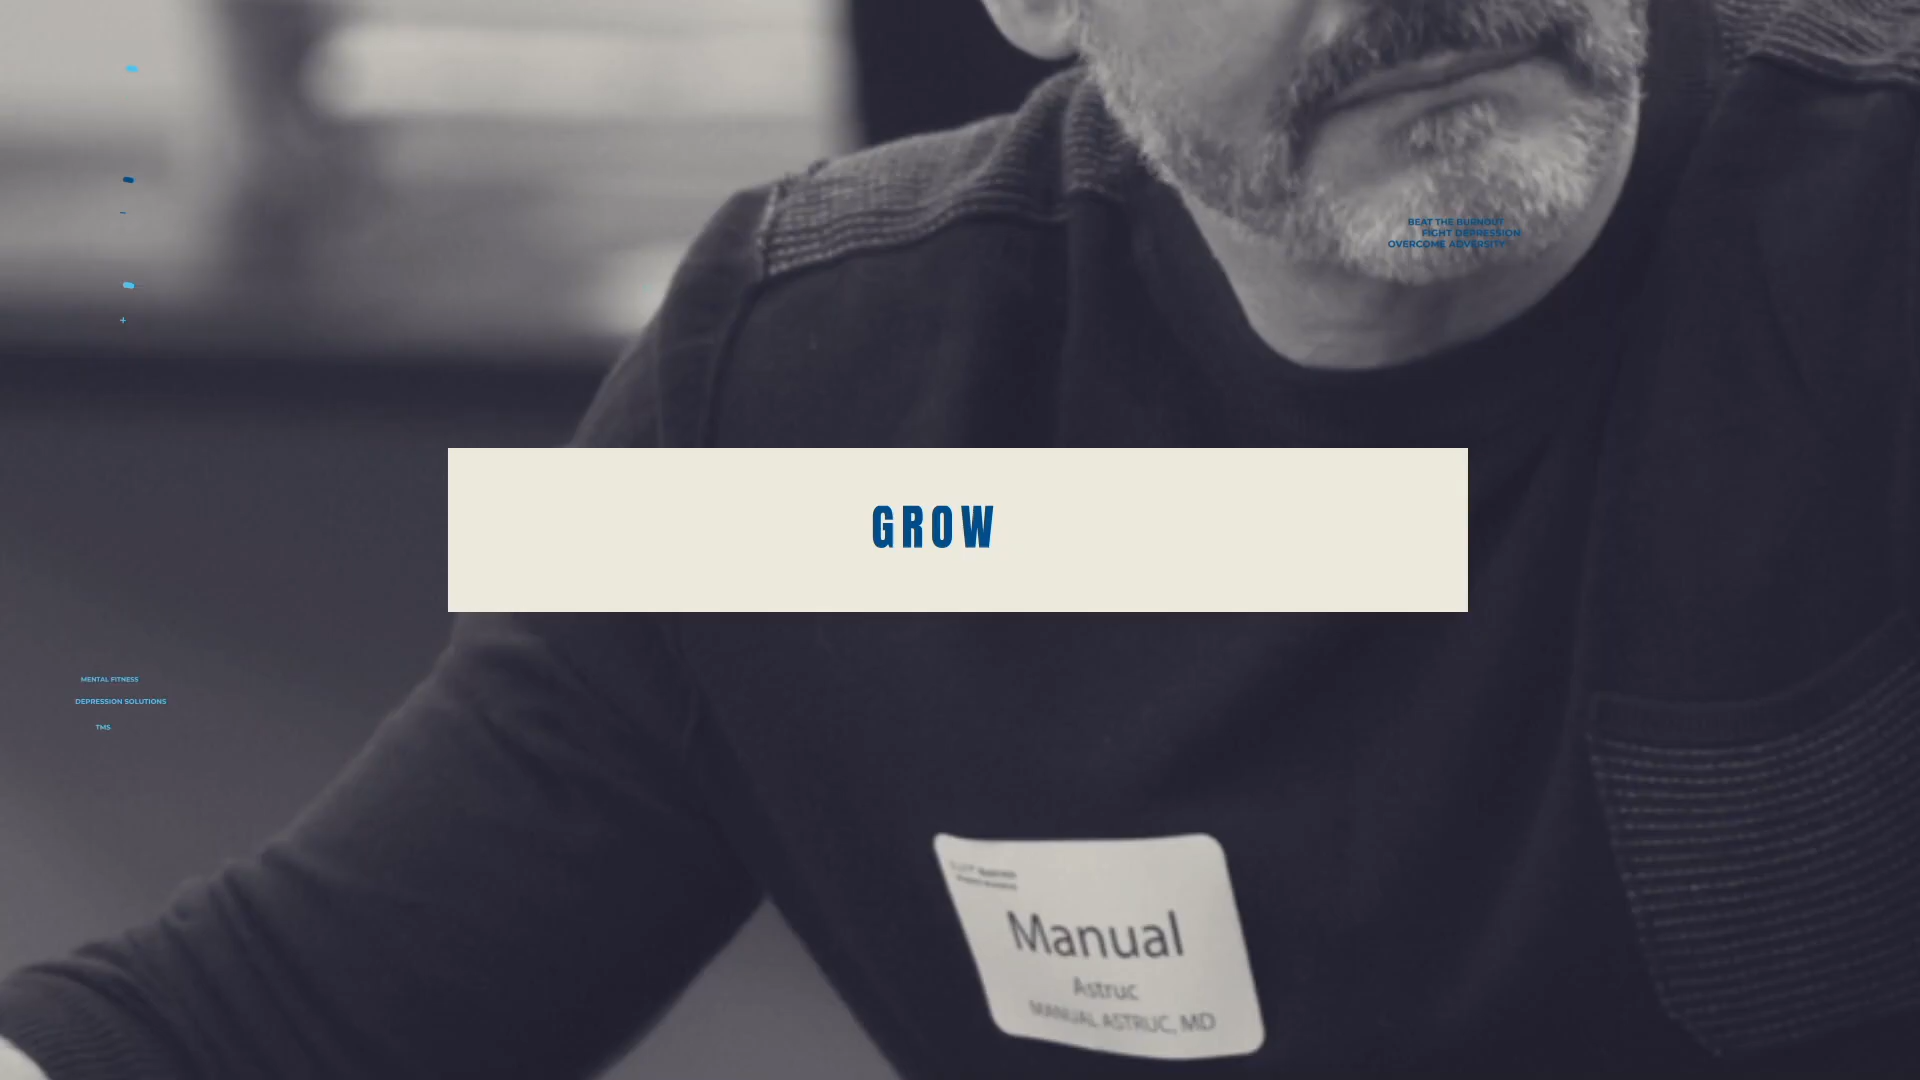 BEAT THE BURNOUT
FIGHT DEPRESSION
OVERCOME ADVERSITY
GROW
MENTAL FITNESS
DEPRESSION SOLUTIONS
TMS
Manual
Astruc
MANUAL ASTRUC, MD